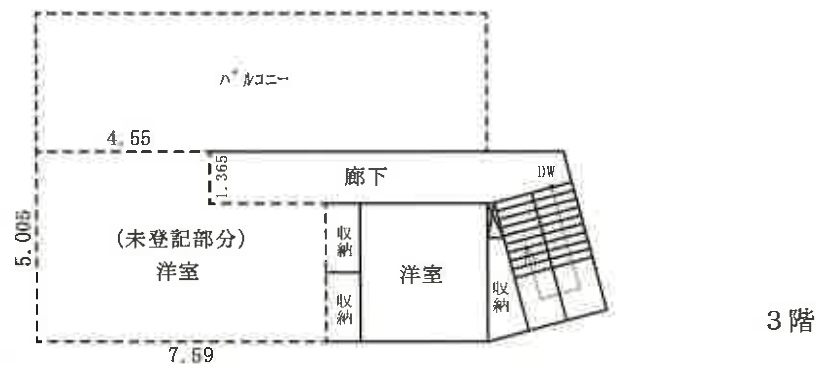 バルコニー
4.55
1.365
廊下
DW
5.005
(未登記部分)
洋室
収納
収納
洋室
収納
7.59
3階